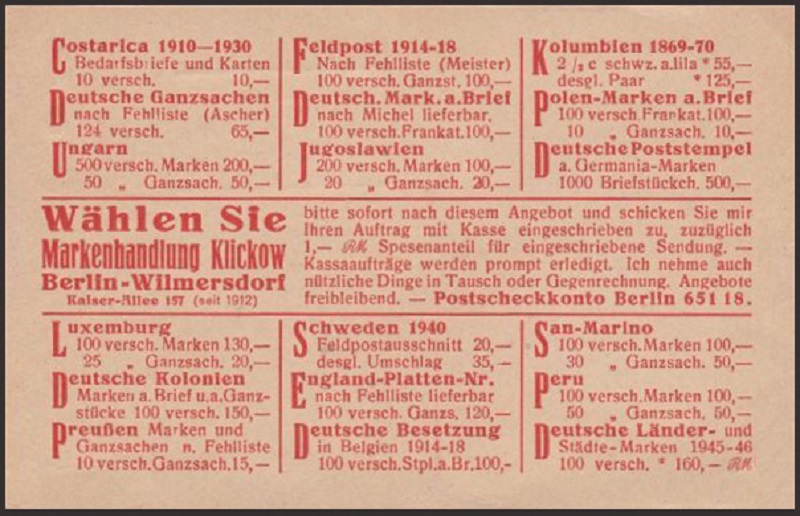 Costarica 1910—1930
Bedarfsbriefe und Karten
10 versch. 10,—
Deutsche Ganzsachen
nach Fehlliste (Ascher)
124 versch. 65,—
Ungarn
500 versch. Marken 200,—
50 „ Ganzsach. 50,—
Feldpost 1914-18
Nach Fehlliste (Meister)
100 versch. Ganzst. 100,—
Deutsch. Mark. a. Brief
nach Michel lieferbar.
100 versch. Frankat. 100,—
Jugoslawien
200 versch. Marken 100,—
20 „ Ganzsach. 20,—
Kolumbien 1869-70
2 /2 c schwz. a. lila * 55,—
desgl. Paar * 125,—
Polen-Marken a. Brief
100 versch. Frankat. 100,—
10 „ Ganzsach. 10,—
Deutsche Poststempel
a. Germania-Marken
1000 Briefstückch. 500,—
Wählen Sie
Markenhandlung Klickow
Berlin-Wilmersdorf
Kaiser-Allee 157 (seit 1912)
bitte sofort nach diesem Angebot und schicken Sie mir
Ihren Auftrag mit Kasse eingeschrieben zu, zuzüglich
1,— RM Spesenanteil für eingeschriebene Sendung. —
Kassaaufträge werden prompt erledigt. Ich nehme auch
nützliche Dinge in Tausch oder Gegenrechnung. Angebote
freibleibend. — Postscheckkonto Berlin 651 18.
Luxemburg
100 versch. Marken 130,—
25 „ Ganzsach. 20,—
Deutsche Kolonien
Marken a. Brief u. a. Ganz-
stücke 100 versch. 150,—
Preußen Marken und
Ganzsachen n. Fehlliste
10 versch. Ganzsach. 15,—
Schweden 1940
Feldpostausschnitt 20,—
desgl. Umschlag 35,—
England-Platten-Nr.
nach Fehlliste lieferbar
100 versch. Ganzs. 120,—
Deutsche Besetzung
in Belgien 1914-18
100 versch. Stpl. a. Br. 100,-
San-Marino
100 versch. Marken 100,—
30 „ Ganzsach. 50,—
Peru
100 versch. Marken 100,—
50 „ Ganzsach. 50,—
Deutsche Länder- und
Städte-Marken 1945-46
100 versch. * 160,— RM